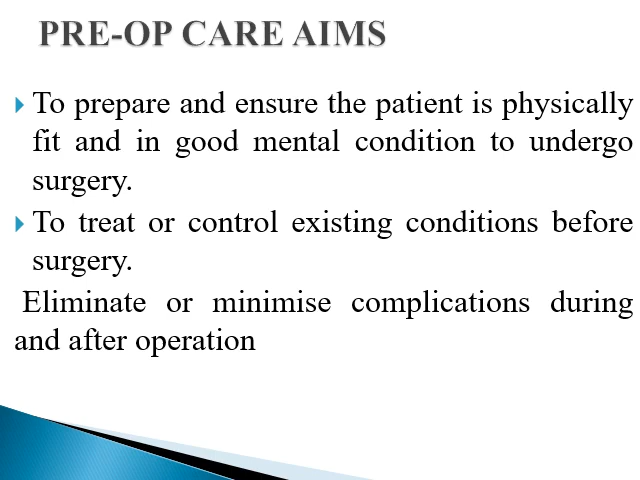 PRE-OP CARE AIMS
To prepare and ensure the patient is physically
fit and in good mental condition to undergo
surgery.
To treat or control existing conditions before
surgery.
Eliminate or minimise complications during
and after operation